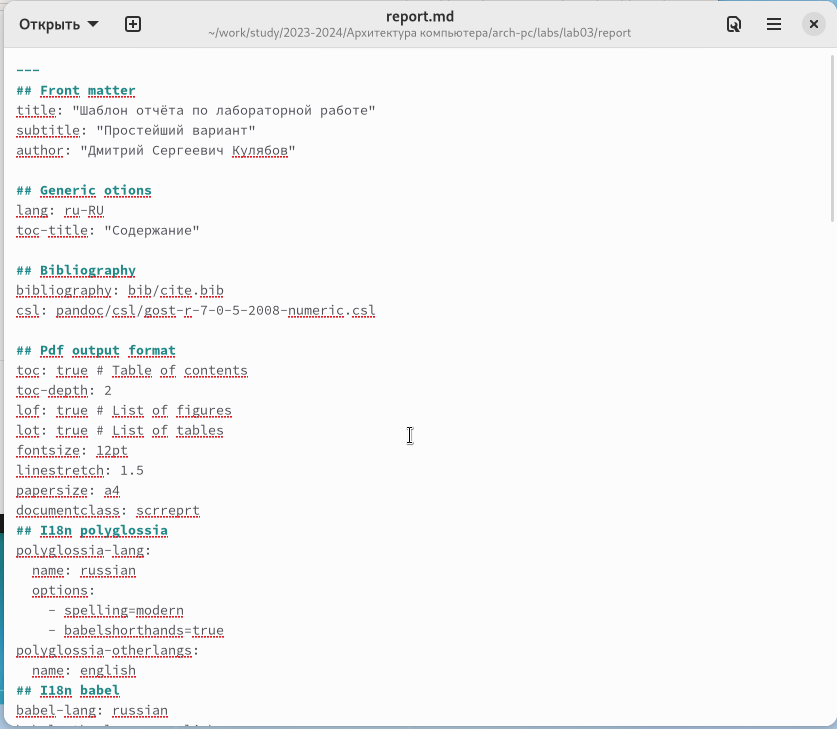 Открыть
report.md
~/work/study/2023-2024/Архитектура компьютера/arch-pc/labs/lab03/report
---
## Front matter
title: "Шаблон отчёта по лабораторной работе"
subtitle: "Простейший вариант"
author: "Дмитрий Сергеевич Кулябов"
## Generic otions
lang: ru-RU
toc-title: "Содержание"
## Bibliography
bibliography: bib/cite.bib
csl: pandoc/csl/gost-r-7-0-5-2008-numeric.csl
## Pdf output format
toc: true # Table of contents
toc-depth: 2
lof: true # List of figures
lot: true # List of tables
fontsize: 12pt
linestretch: 1.5
papersize: a4
documentclass: scrreprt
## I18n polyglossia
polyglossia-lang:
name: russian
options:
- spelling=modern
- babelshorthands=true
polyglossia-otherlangs:
name: english
## I18n babel
babel-lang: russian